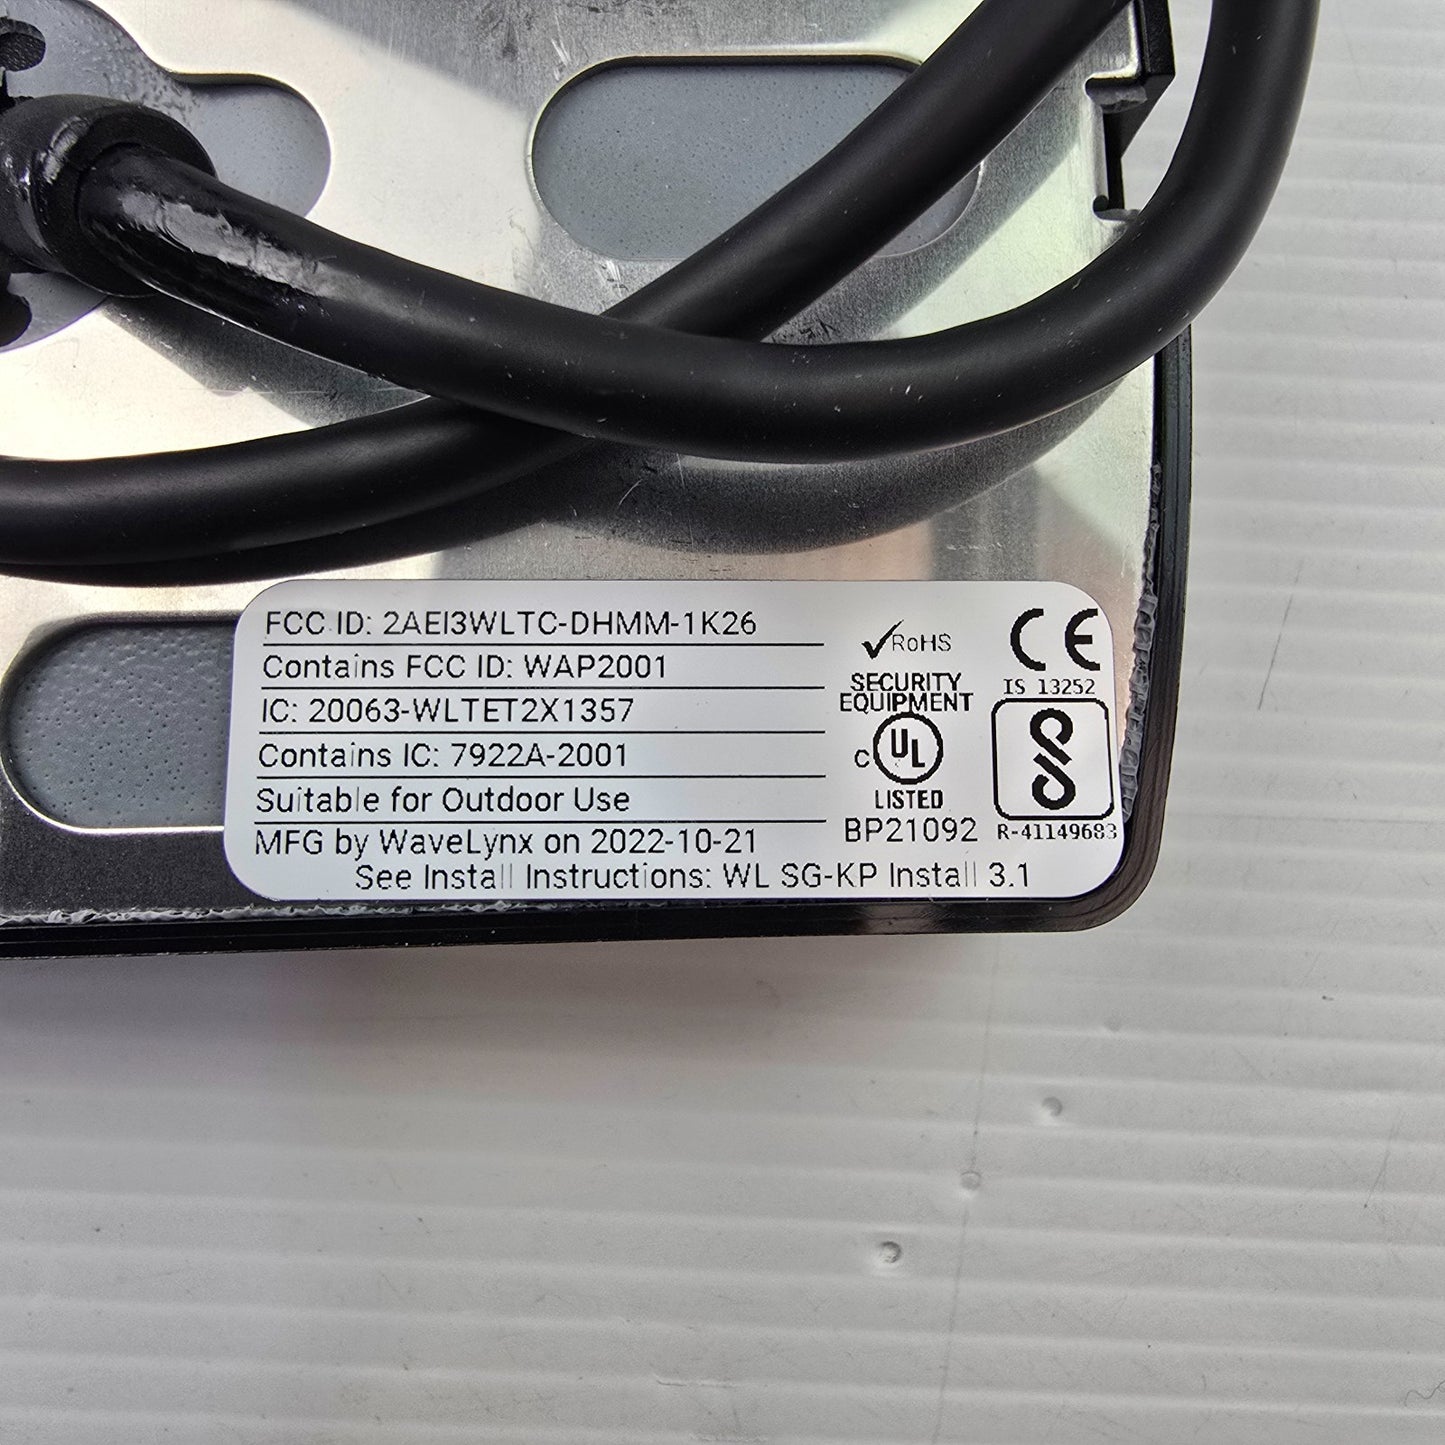 FCC ID: 2AEI3WLTC-DHMM-1K26
Contains FCC ID: WAP2001
IC: 20063-WLTET2X1357
Contains IC: 7922A-2001
Suitable for Outdoor Use
MFG by WaveLynx on 2022-10-21
See Install Instructions: WL SG-KP Install 3.1
RoHS
SECURITY
EQUIPMENT
C UL
LISTED
BP21092
CE
IS 13252
R-41149683